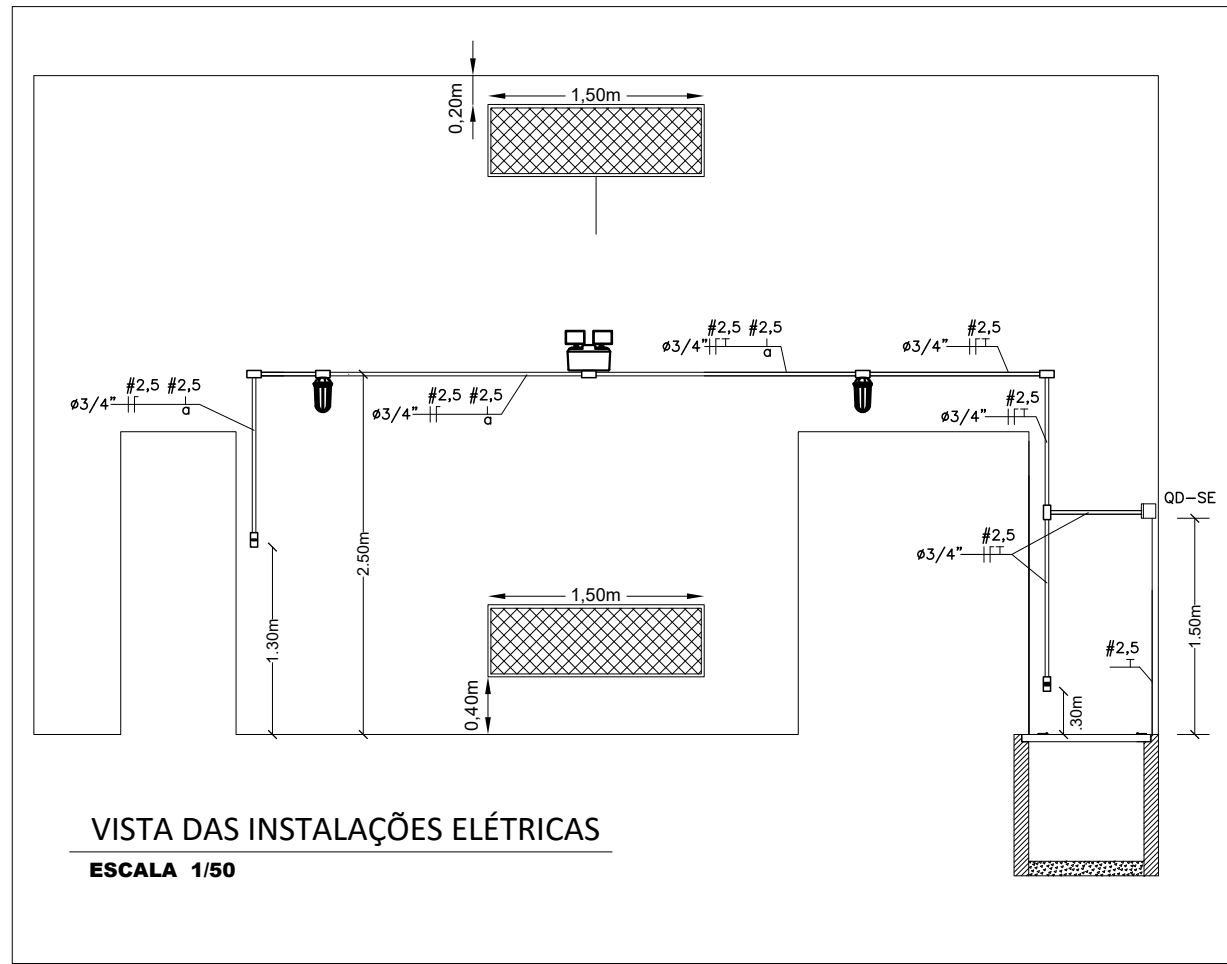 1,50m
0,20m
#2,5 #2,5
a
ø3/4”
#2,5
ø3/4”
#2,5 #2,5
a
ø3/4”
#2,5 #2,5
a
ø3/4”
#2,5
ø3/4”
QD–SE
2.50m
#2,5
ø3/4”
1.30m
1,50m
1.50m
#2,5
0,40m
.30m
VISTA DAS INSTALAÇÕES ELÉTRICAS
ESCALA 1/50